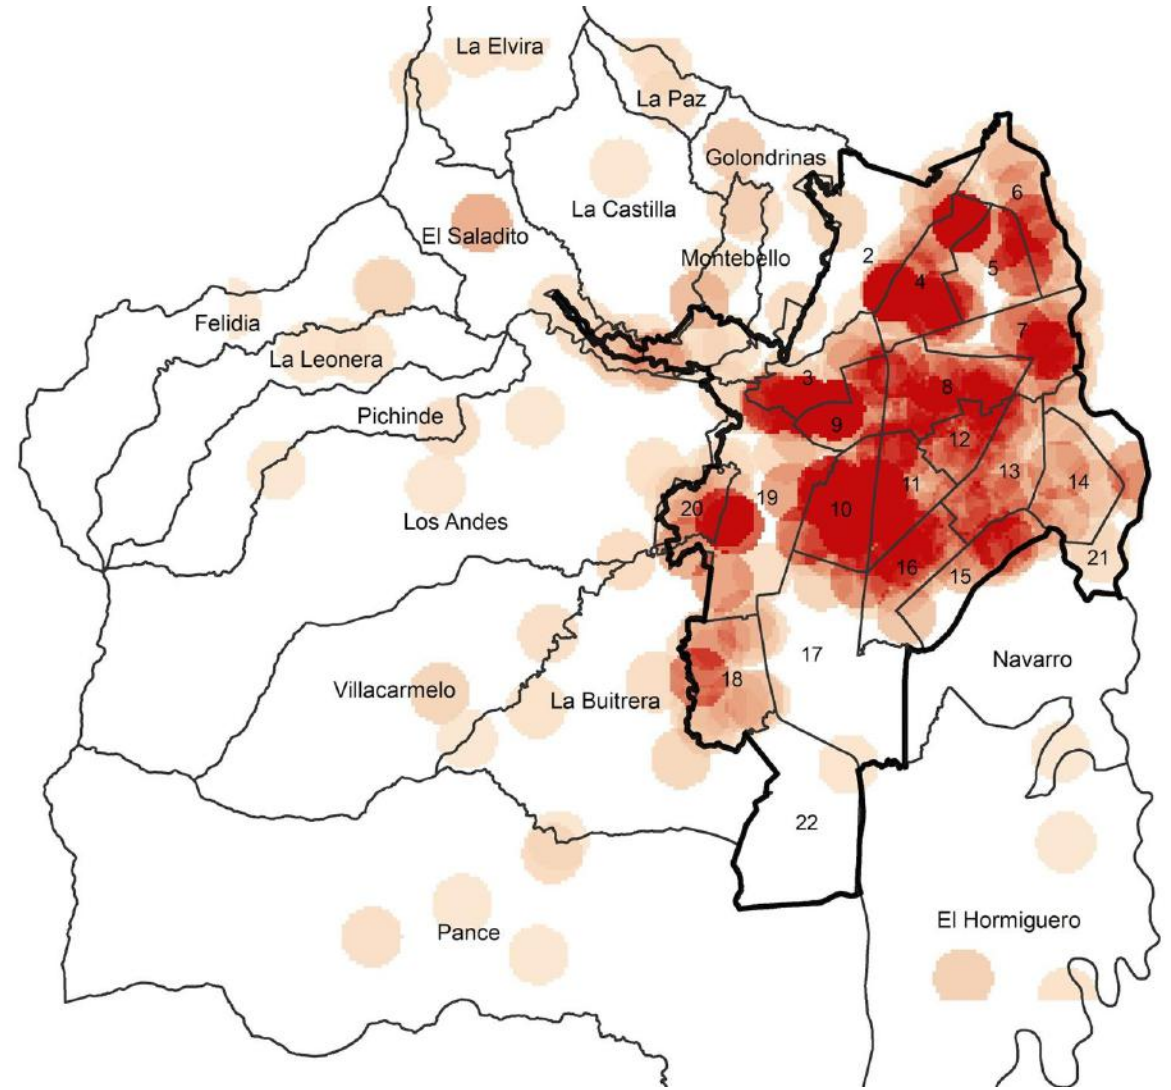 La Elvira
La Paz
Golondrinas
6
La Castilla
El Saladito
2
Montebello
5
4
Felidia
7
La Leonera
3
8
Pichinde
9
12
13
11
14
19
20
10
Los Andes
21
16
15
17
Navarro
18
Villacarmelo
La Buitrera
22
El Hormiguero
Pance